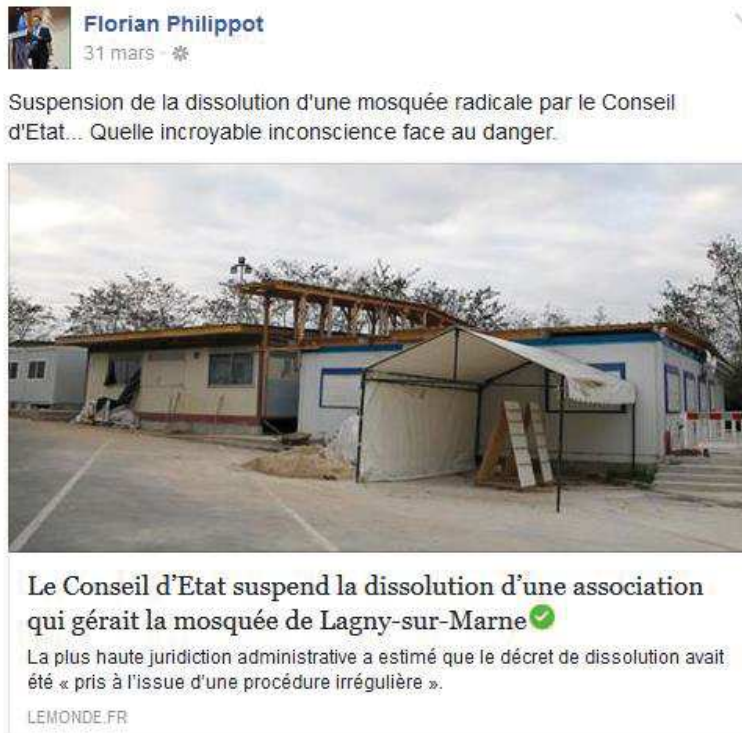 Florian Philippot
31 mars ·
Suspension de la dissolution d'une mosquée radicale par le Conseil
d'Etat... Quelle incroyable inconscience face au danger.
Le Conseil d'Etat suspend la dissolution d'une association
qui gérait la mosquée de Lagny-sur-Marne
La plus haute juridiction administrative a estimé que le décret de dissolution avait
été « pris à l'issue d'une procédure irrégulière ».
LEMONDE.FR